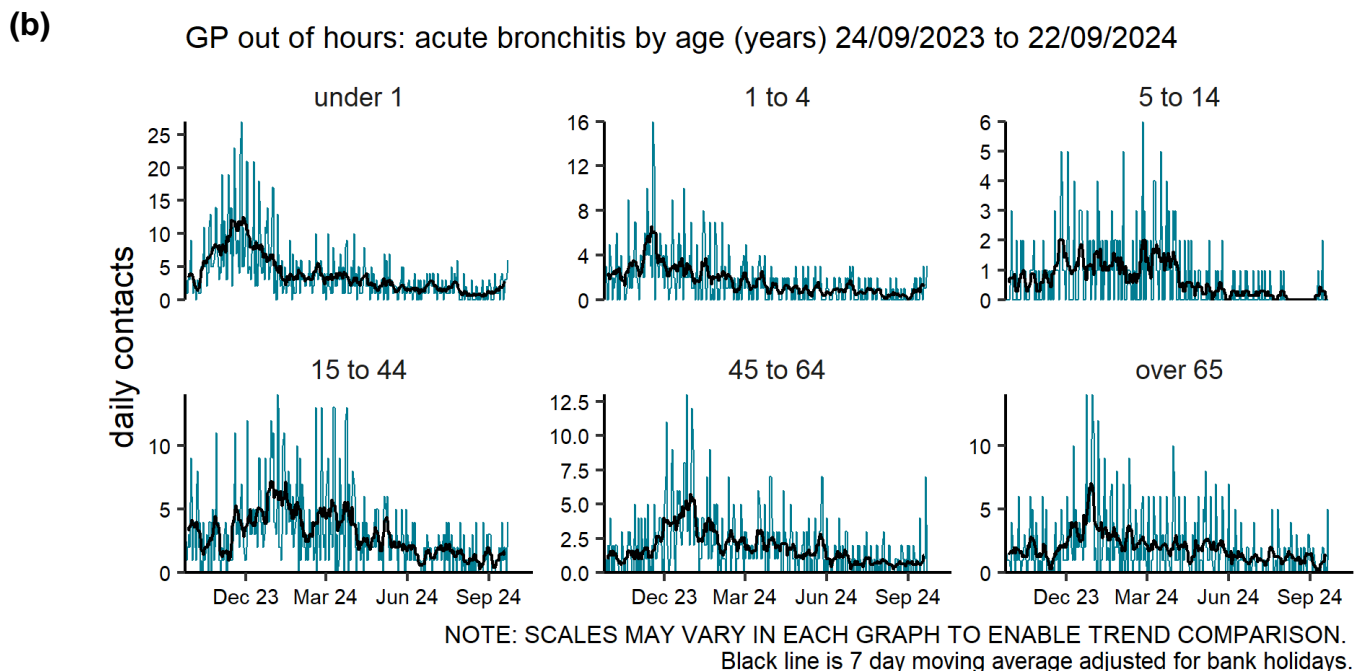 (b)
GP out of hours: acute bronchitis by age (years) 24/09/2023 to 22/09/2024
daily contacts
under 1
25
20
15
10
5
0
1 to 4
16
12
8
4
0
5 to 14
6
5
4
3
2
1
0
15 to 44
10
5
0
Dec 23 Mar 24 Jun 24 Sep 24
45 to 64
12.5
10.0
7.5
5.0
2.5
0.0
Dec 23 Mar 24 Jun 24 Sep 24
over 65
10
5
0
Dec 23 Mar 24 Jun 24 Sep 24
NOTE: SCALES MAY VARY IN EACH GRAPH TO ENABLE TREND COMPARISON.
Black line is 7 day moving average adjusted for bank holidays.